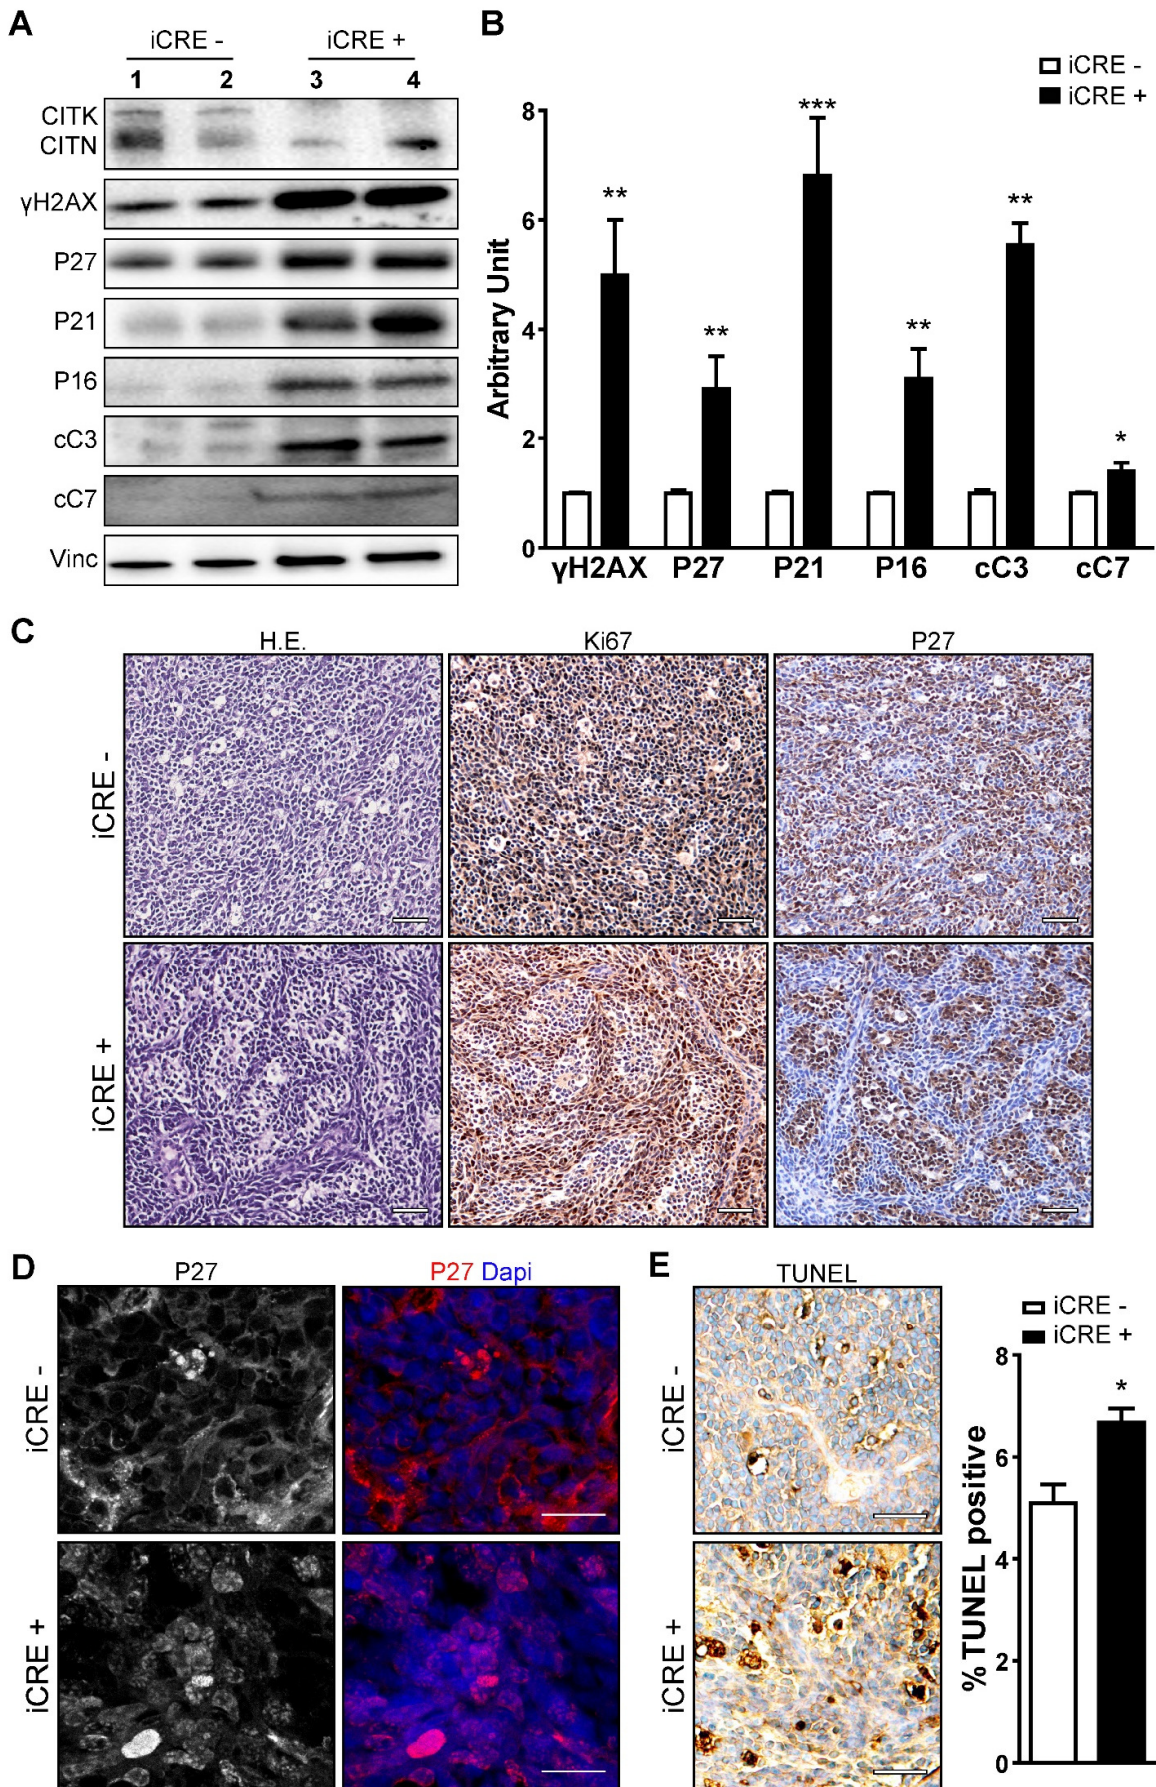 A
iCRE - iCRE +
1 2 3 4
CITK
CITN
γH2AX
P27
P21
P16
cC3
cC7
Vinc
B
iCRE -
iCRE +
Arbitrary Unit
8
6
4
2
0
***
**
**
**
**
*
γH2AX P27 P21 P16 cC3 cC7
C
H.E. Ki67 P27
iCRE -
iCRE +
D
P27 P27 Dapi
iCRE -
iCRE +
E
TUNEL
iCRE -
iCRE +
iCRE -
iCRE +
% TUNEL positive
8
6
4
2
0
*